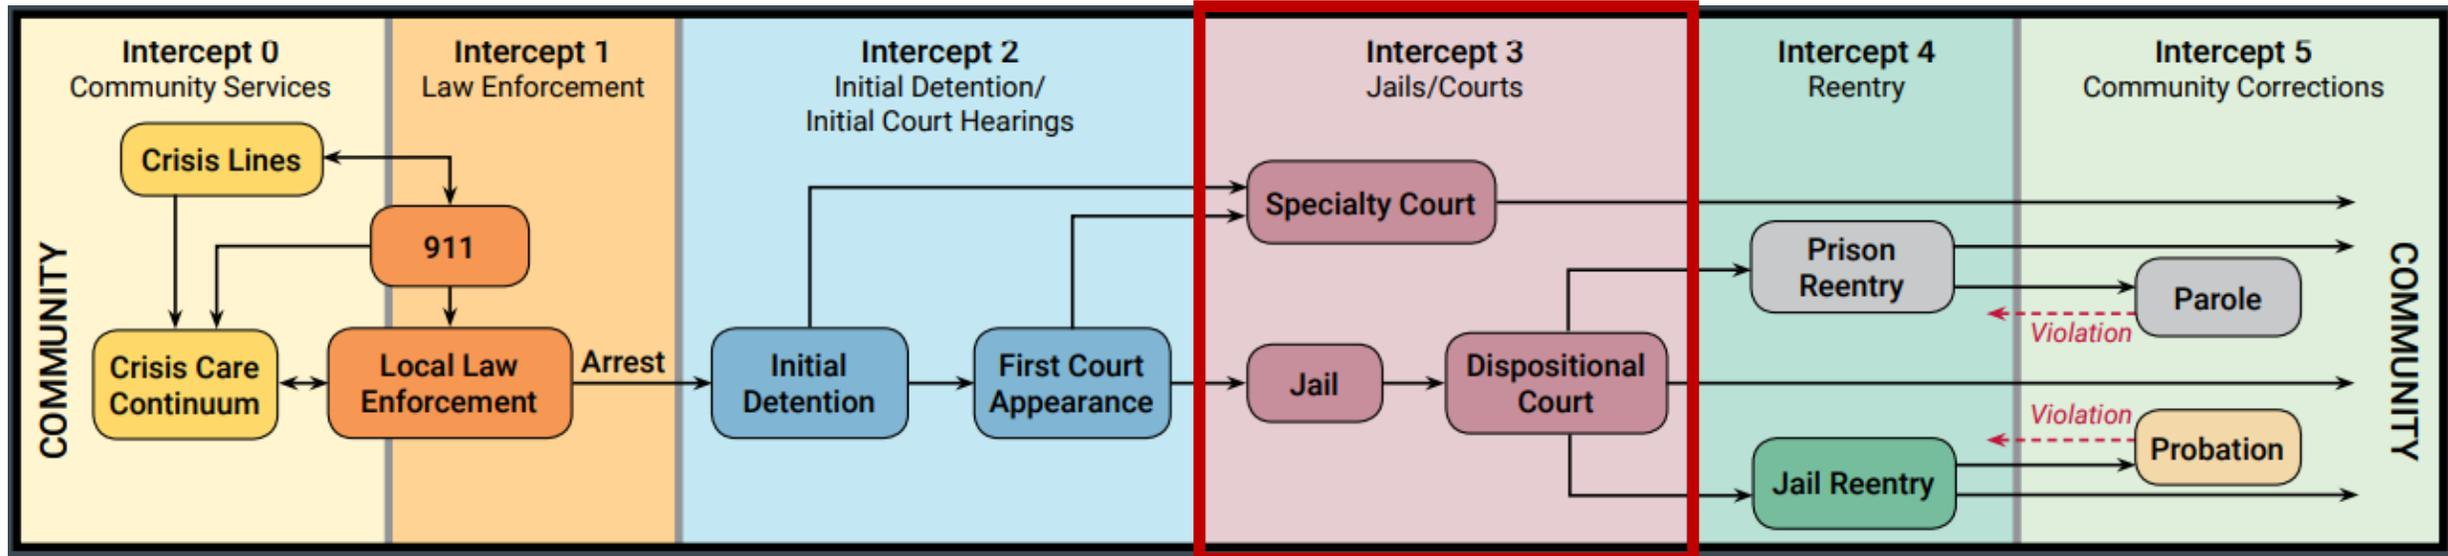 Intercept 0
Community Services
Intercept 1
Law Enforcement
Intercept 2
Initial Detention/
Initial Court Hearings
Intercept 3
Jails/Courts
Intercept 4
Reentry
Intercept 5
Community Corrections
COMMUNITY
Crisis Lines
911
Crisis Care
Continuum
Local Law
Enforcement
Arrest
Initial
Detention
First Court
Appearance
Specialty Court
Jail
Dispositional
Court
Prison
Reentry
Jail Reentry
Parole
Violation
Violation
Probation
COMMUNITY